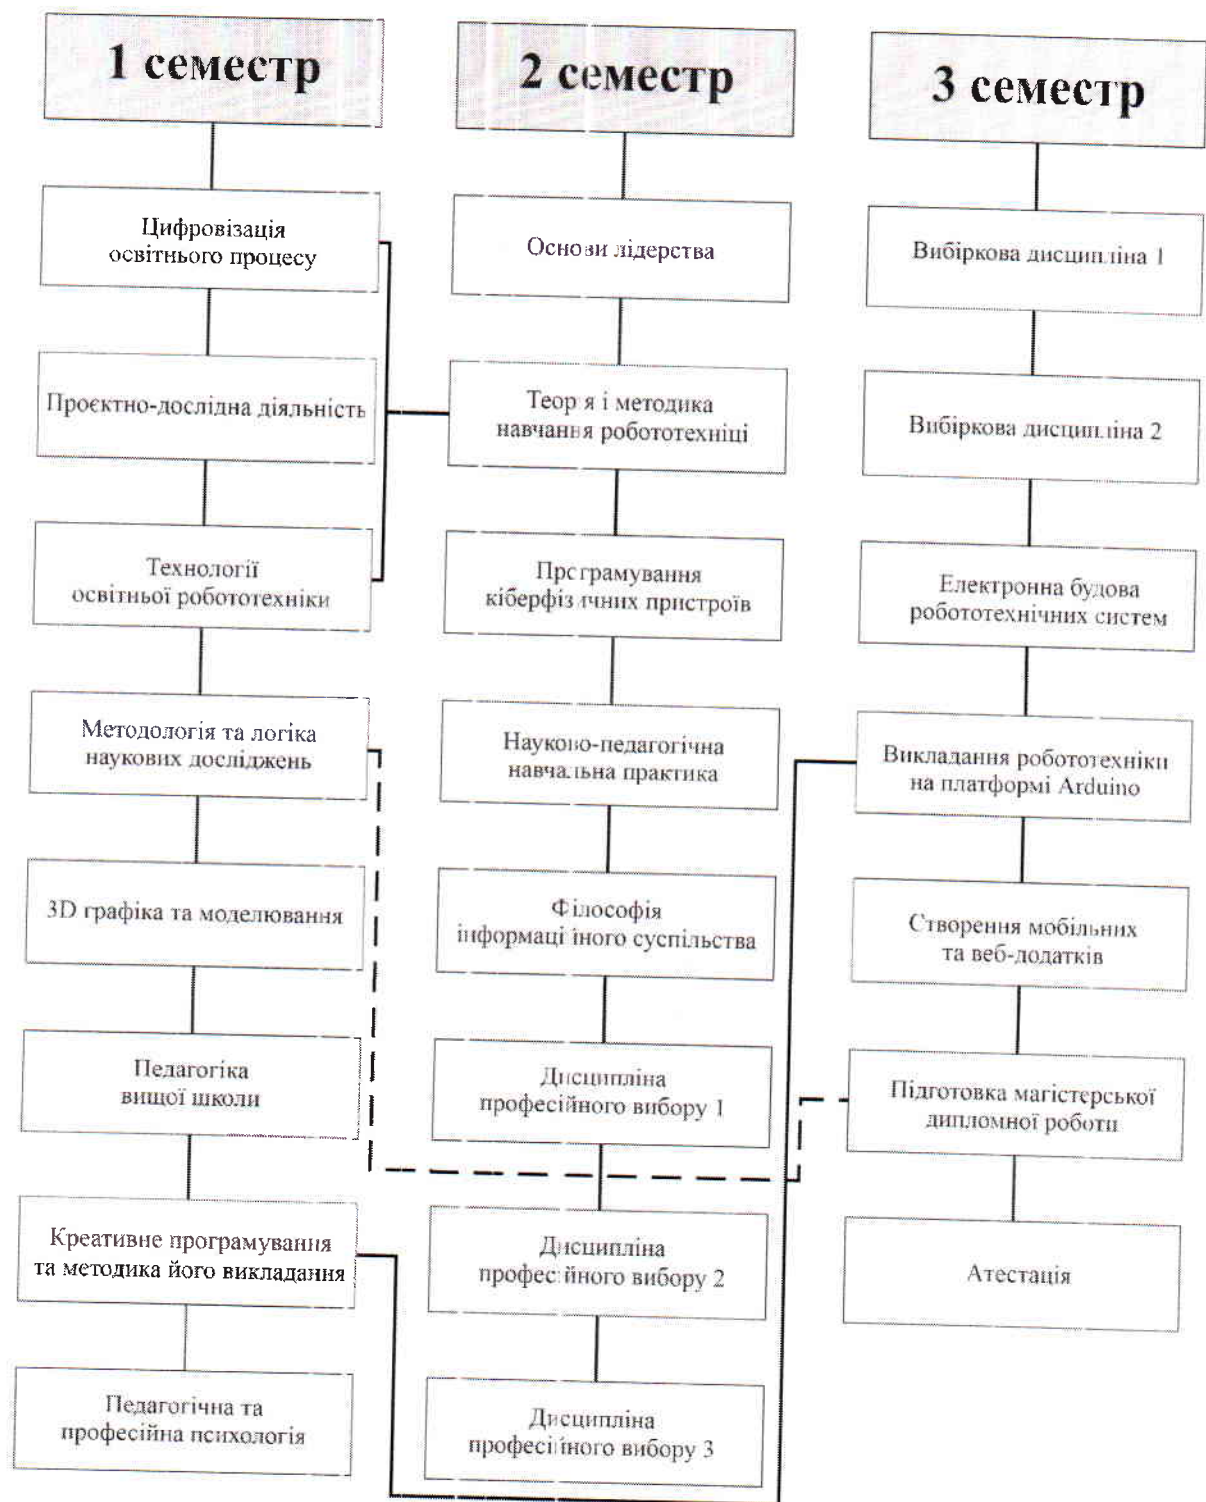 1 семестр
Цифровізація
освітнього процесу
Проєктно-дослідна діяльність
Технології
освітньої робототехніки
Методологія та логіка
наукових досліджень
3D графіка та моделювання
Педагогіка
вищої школи
Креативне програмування
та методика його викладання
Педагогічна та
професійна психологія
2 семестр
Основи лідерства
Теорія і методика
навчання робототехніці
Програмування
кіберфізичних пристроїв
Науково-педагогічна
навчальна практика
Філософія
інформаційного суспільства
Дисципліна
професійного вибору 1
Дисципліна
професійного вибору 2
Дисципліна
професійного вибору 3
3 семестр
Вибіркова дисципліна 1
Вибіркова дисципліна 2
Електронна будова
робототехнічних систем
Викладання робототехніки
на платформі Arduino
Створення мобільних
та веб-додатків
Підготовка магістерської
дипломної роботи
Атестація